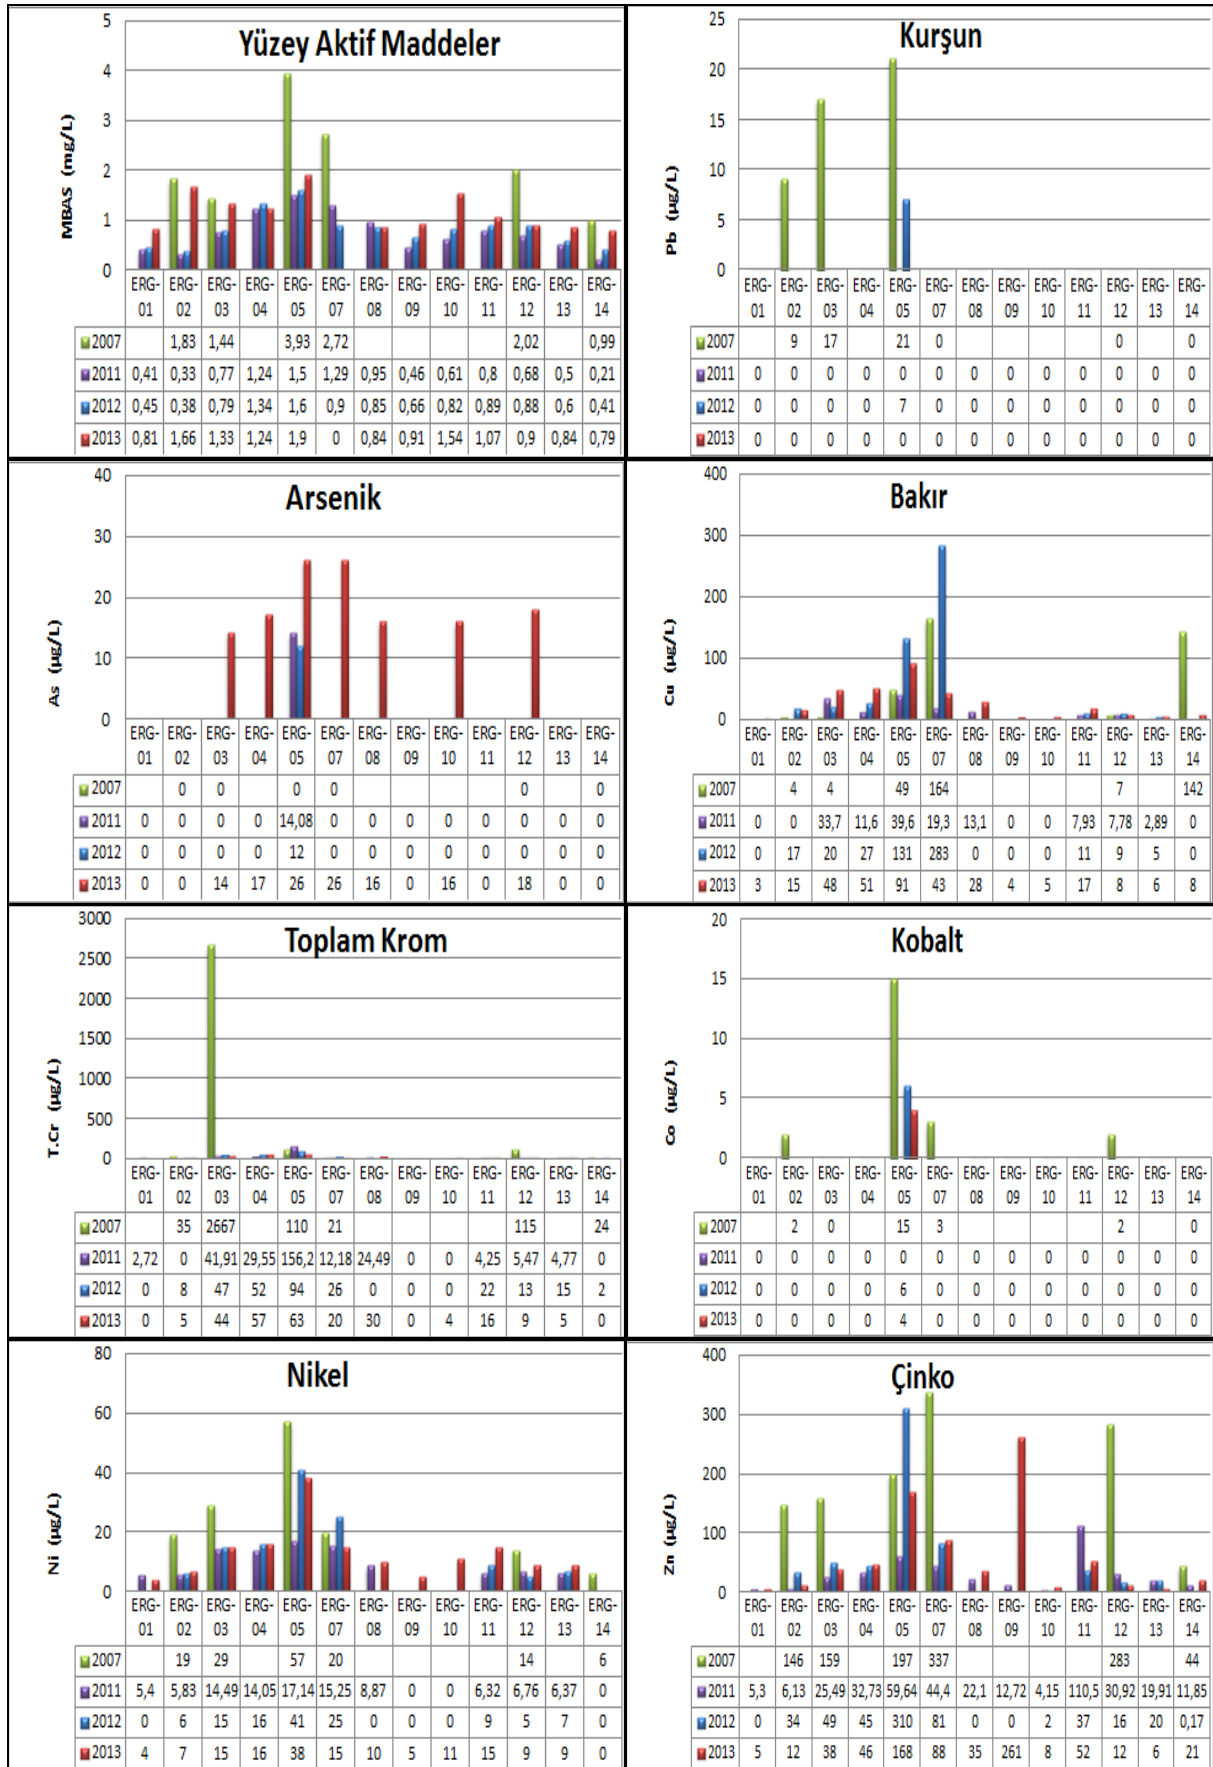 Yüzey Aktif Maddeler
MBAS (mg/L)
5
4
3
2
1
0
ERG-01 ERG-02 ERG-03 ERG-04 ERG-05 ERG-07 ERG-08 ERG-09 ERG-10 ERG-11 ERG-12 ERG-13 ERG-14
2007 1,83 1,44 3,93 2,72 2,02 0,99
2011 0,41 0,33 0,77 1,24 1,5 1,29 0,95 0,46 0,61 0,8 0,68 0,5 0,21
2012 0,45 0,38 0,79 1,34 1,6 0,9 0,85 0,66 0,82 0,89 0,88 0,6 0,41
2013 0,81 1,66 1,33 1,24 1,9 0 0,84 0,91 1,54 1,07 0,9 0,84 0,79
Kurşun
Pb (µg/L)
25
20
15
10
5
0
ERG-01 ERG-02 ERG-03 ERG-04 ERG-05 ERG-07 ERG-08 ERG-09 ERG-10 ERG-11 ERG-12 ERG-13 ERG-14
2007 9 17 21 0 0 0
2011 0 0 0 0 0 0 0 0 0 0 0 0 0
2012 0 0 0 0 7 0 0 0 0 0 0 0 0
2013 0 0 0 0 0 0 0 0 0 0 0 0 0
Arsenik
As (µg/L)
40
30
20
10
0
ERG-01 ERG-02 ERG-03 ERG-04 ERG-05 ERG-07 ERG-08 ERG-09 ERG-10 ERG-11 ERG-12 ERG-13 ERG-14
2007 0 0 0 0 0 0
2011 0 0 0 0 14,08 0 0 0 0 0 0 0 0
2012 0 0 0 0 12 0 0 0 0 0 0 0 0
2013 0 0 14 17 26 26 16 0 16 0 18 0 0
Bakır
Cu (µg/L)
400
300
200
100
0
ERG-01 ERG-02 ERG-03 ERG-04 ERG-05 ERG-07 ERG-08 ERG-09 ERG-10 ERG-11 ERG-12 ERG-13 ERG-14
2007 4 4 49 164 7 142
2011 0 0 33,7 11,6 39,6 19,3 13,1 0 0 7,93 7,78 2,89 0
2012 0 17 20 27 131 283 0 0 0 11 9 5 0
2013 3 15 48 51 91 43 28 4 5 17 8 6 8
Toplam Krom
T.Cr (µg/L)
3000
2500
2000
1500
1000
500
0
ERG-01 ERG-02 ERG-03 ERG-04 ERG-05 ERG-07 ERG-08 ERG-09 ERG-10 ERG-11 ERG-12 ERG-13 ERG-14
2007 35 2667 110 21 115 24
2011 2,72 0 41,91 29,55 156,2 12,18 24,49 0 0 4,25 5,47 4,77 0
2012 0 8 47 52 94 26 0 0 0 22 13 15 2
2013 0 5 44 57 63 20 30 0 4 16 9 5 0
Kobalt
Co (µg/L)
20
15
10
5
0
ERG-01 ERG-02 ERG-03 ERG-04 ERG-05 ERG-07 ERG-08 ERG-09 ERG-10 ERG-11 ERG-12 ERG-13 ERG-14
2007 2 0 15 3 2 0
2011 0 0 0 0 0 0 0 0 0 0 0 0 0
2012 0 0 0 0 6 0 0 0 0 0 0 0 0
2013 0 0 0 0 4 0 0 0 0 0 0 0 0
Nikel
Ni (µg/L)
80
60
40
20
0
ERG-01 ERG-02 ERG-03 ERG-04 ERG-05 ERG-07 ERG-08 ERG-09 ERG-10 ERG-11 ERG-12 ERG-13 ERG-14
2007 19 29 57 20 14 6
2011 5,4 5,83 14,49 14,05 17,14 15,25 8,87 0 0 6,32 6,76 6,37 0
2012 0 6 15 16 41 25 0 0 0 9 5 7 0
2013 4 7 15 16 38 15 10 5 11 15 9 9 0
Çinko
Zn (µg/L)
400
300
200
100
0
ERG-01 ERG-02 ERG-03 ERG-04 ERG-05 ERG-07 ERG-08 ERG-09 ERG-10 ERG-11 ERG-12 ERG-13 ERG-14
2007 146 159 197 337 283 44
2011 5,3 6,13 25,49 32,73 59,64 44,4 22,1 12,72 4,15 110,5 30,92 19,91 11,85
2012 0 34 49 45 310 81 0 0 2 37 16 20 0,17
2013 5 12 38 46 168 88 35 261 8 52 12 6 21